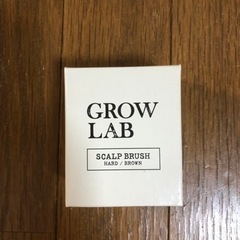 GROW
LAB
SCALP BRUSH
HARD / BROWN